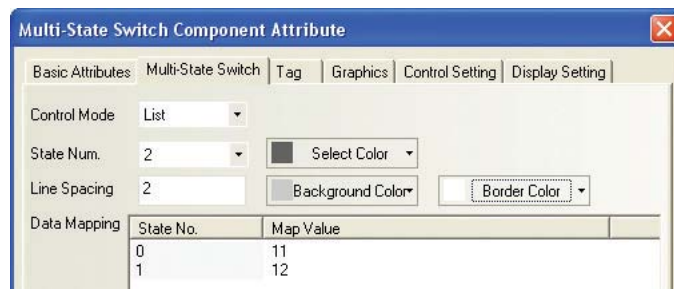 Multi-State Switch Component Attribute
Basic Attributes Multi-State Switch Tag Graphics Control Setting Display Setting
Control Mode List
State Num. 2 Select Color
Line Spacing 2 Background Color Border Color
Data Mapping State No. Map Value
0 11
1 12